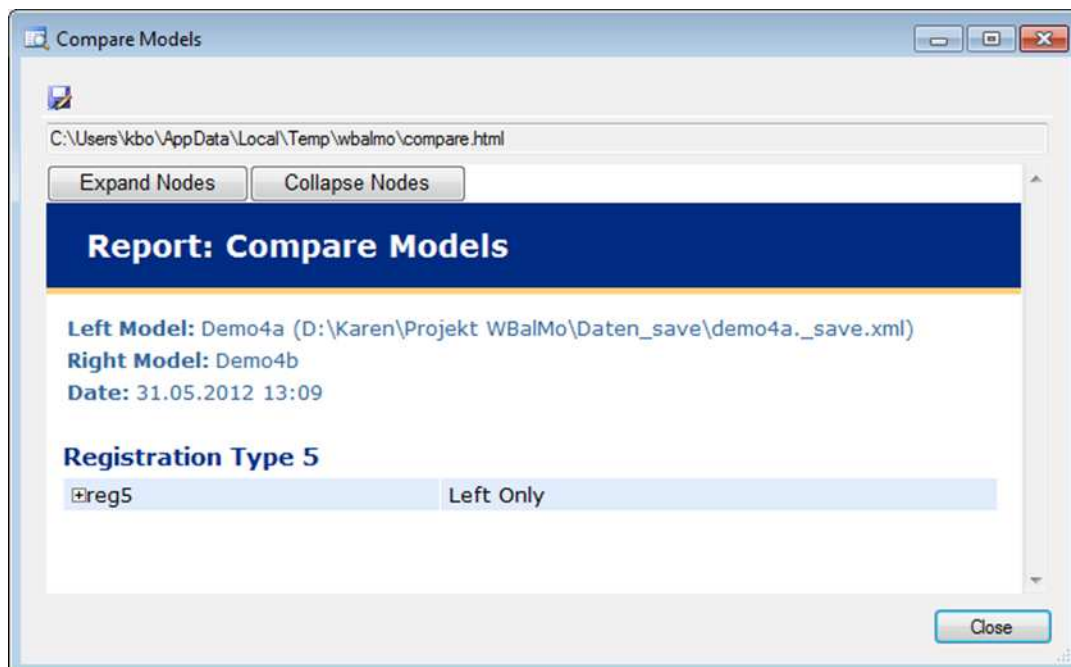 Compare Models
C:\Users\kbo\AppData\Local\Temp\wbalmo\compare.html
Expand Nodes Collapse Nodes
Report: Compare Models
Left Model: Demo4a (D:\Karen\Projekt WBalMo\Daten_save\demo4a._save.xml)
Right Model: Demo4b
Date: 31.05.2012 13:09
Registration Type 5
reg5 Left Only
Close